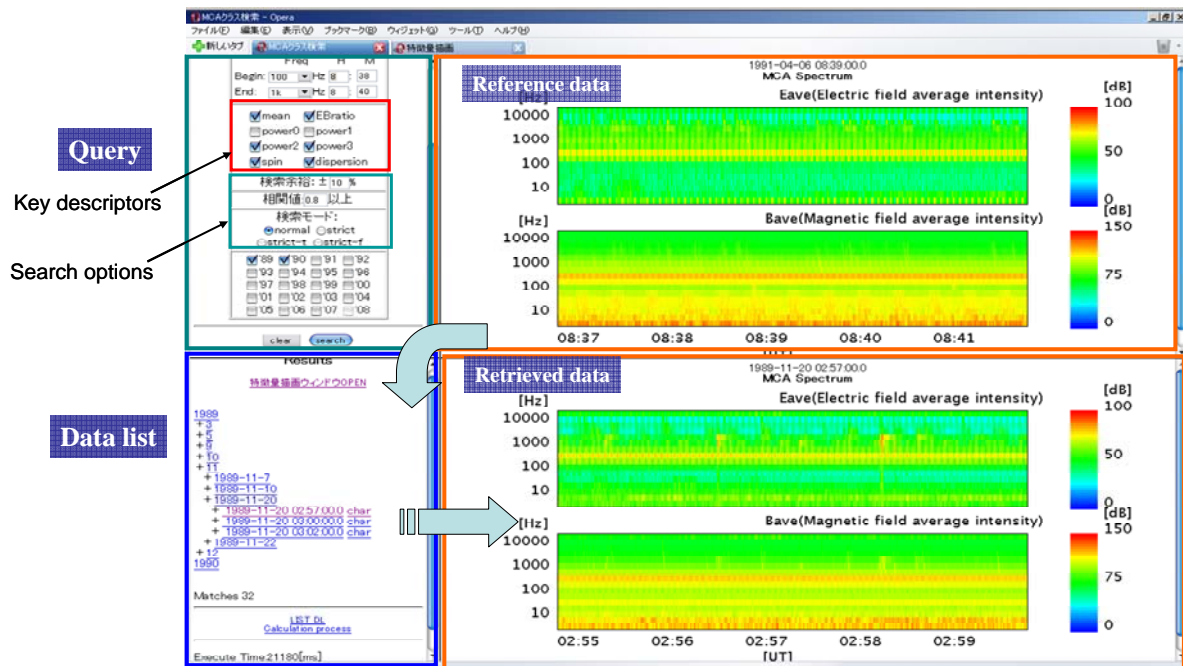 MCAクラス検索 - Opera
ファイル(F) 編集(E) 表示(V) ブックマーク(B) ウィジェット(G) ツール(T) ヘルプ(H)
新しいタブ MCAクラス検索 特徴量描画
Query
Key descriptors
Search options
Freq H M
Begin: 100 Hz 8 : 38
End: 1k Hz 8 : 40
mean EBratio
power0 power1
power2 power3
spin dispersion
検索余裕: ± 10 %
相関値 0.8 以上
検索モード:
normal strict
strict-t strict-f
'89 '90 '91 '92
'93 '94 '95 '96
'97 '98 '99 '00
'01 '02 '03 '04
'05 '06 '07 '08
clear search
Reference data
1991-04-06 08:39:00.0
MCA Spectrum
[Hz] Eave(Electric field average intensity) [dB]
10000
1000
100
10
100
50
0
[Hz] Bave(Magnetic field average intensity) [dB]
10000
1000
100
10
150
75
0
08:37 08:38 08:39 08:40 08:41
[UT]
Data list
Results
特徴量描画ウィンドウOPEN
1989
+3
+5
+9
+10
+11
+1989-11-7
+1989-11-10
+1989-11-20
+ 1989-11-20 02:57:00.0 char
+ 1989-11-20 03:00:00.0 char
+ 1989-11-20 03:02:00.0 char
+1989-11-22
+12
1990
Matches 32
LIST DL
Calculation process
Execute Time:21180[ms]
Retrieved data
1989-11-20 02:57:00.0
MCA Spectrum
[Hz] Eave(Electric field average intensity) [dB]
10000
1000
100
10
100
50
0
[Hz] Bave(Magnetic field average intensity) [dB]
10000
1000
100
10
150
75
0
02:55 02:56 02:57 02:58 02:59
[UT]